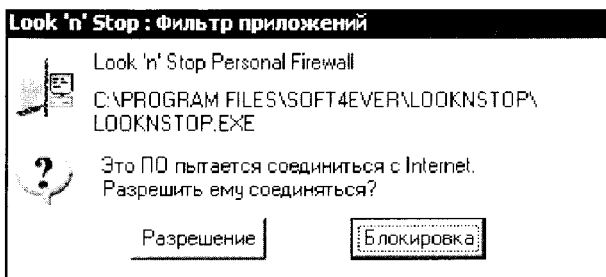 Look 'n' Stop : Фильтр приложений
Look 'n' Stop Personal Firewall
C:\PROGRAM FILES\SOFT4EVER\LOOKNSTOP\
LOOKNSTOP.EXE
Это ПО пытается соединиться с Internet.
Разрешить ему соединяться?
Разрешение Блокировка